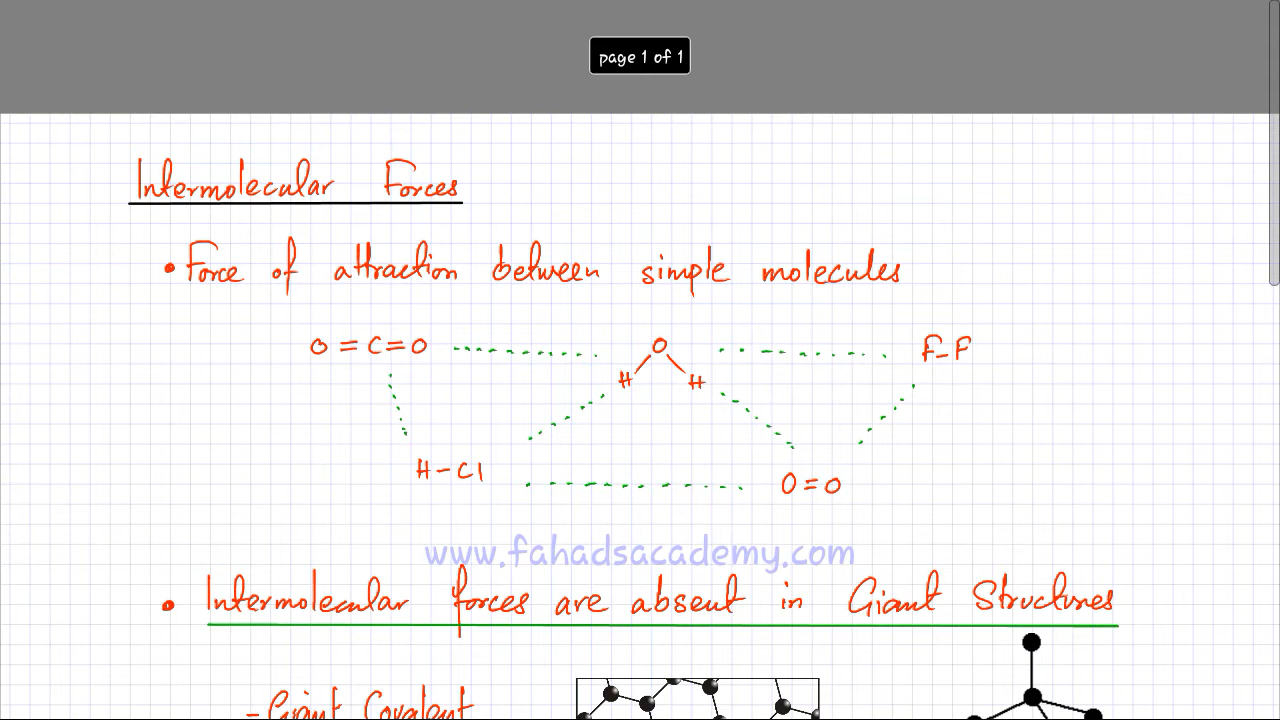 page 1 of 1
Intermolecular Forces
• Force of attraction between simple molecules
O = C = O
O
F-F
H H
H-Cl
O = O
www.fahadsacademy.com
• Intermolecular forces are absent in Giant Structures
- Giant Covalent